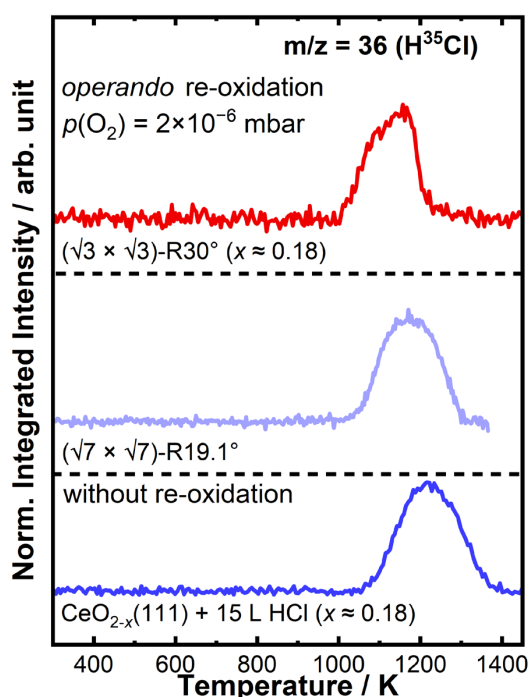 m/z = 36 (H³⁵Cl)
operando re-oxidation
p(O₂) = 2×10⁻⁶ mbar
(√3 × √3)-R30° (x ≈ 0.18)
(√7 × √7)-R19.1°
without re-oxidation
CeO₂₋ₓ(111) + 15 L HCl (x ≈ 0.18)
Norm. Integrated Intensity / arb. unit
400 600 800 1000 1200 1400
Temperature / K